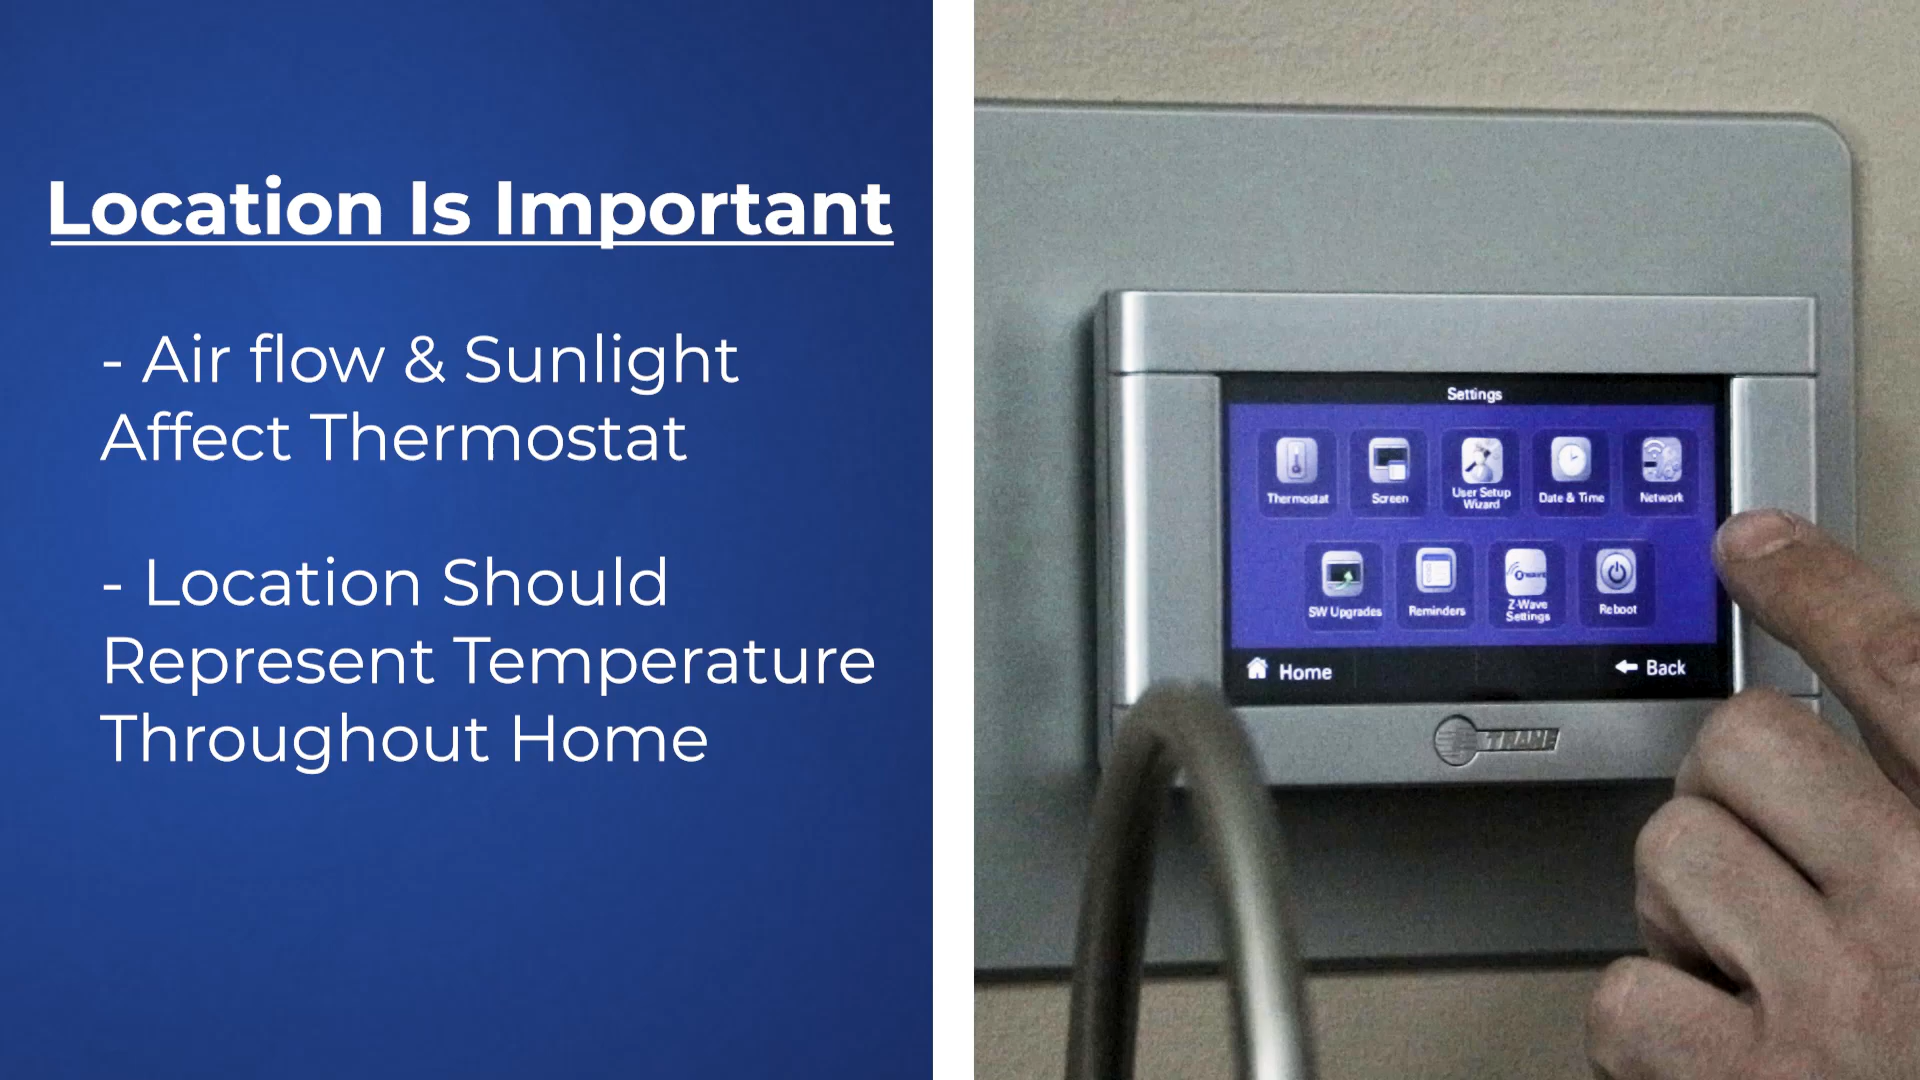 Location Is Important
- Air flow & Sunlight
Affect Thermostat
- Location Should
Represent Temperature
Throughout Home
Settings
Thermostat
Screen
User Setup
Wizard
Date & Time
Network
SW Upgrades
Reminders
Z-Wave
Settings
Reboot
Home
Back
TRANE